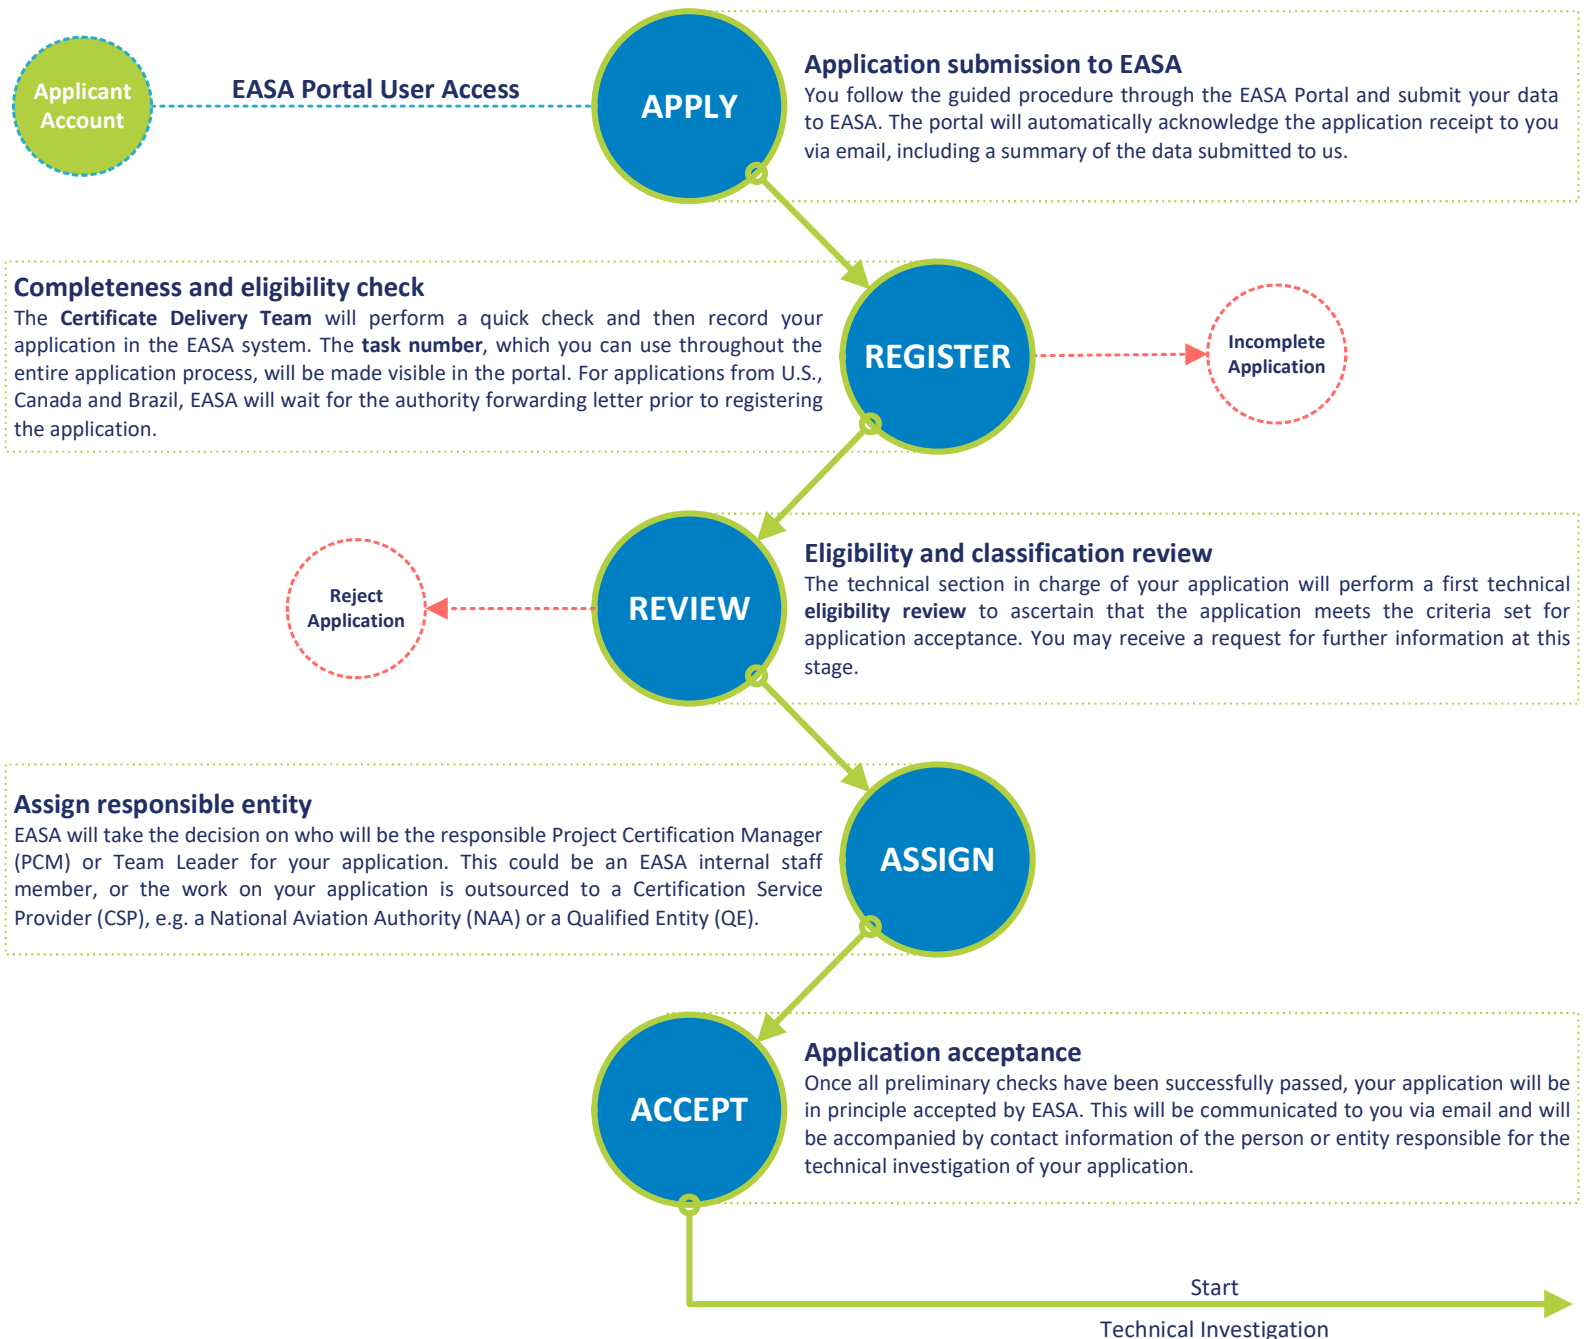 Applicant
Account
EASA Portal User Access
APPLY
Application submission to EASA
You follow the guided procedure through the EASA Portal and submit your data
to EASA. The portal will automatically acknowledge the application receipt to you
via email, including a summary of the data submitted to us.
Completeness and eligibility check
The Certificate Delivery Team will perform a quick check and then record your
application in the EASA system. The task number, which you can use throughout the
entire application process, will be made visible in the portal. For applications from U.S.,
Canada and Brazil, EASA will wait for the authority forwarding letter prior to registering
the application.
REGISTER
Incomplete
Application
Reject
Application
REVIEW
Eligibility and classification review
The technical section in charge of your application will perform a first technical
eligibility review to ascertain that the application meets the criteria set for
application acceptance. You may receive a request for further information at this
stage.
Assign responsible entity
EASA will take the decision on who will be the responsible Project Certification Manager
(PCM) or Team Leader for your application. This could be an EASA internal staff
member, or the work on your application is outsourced to a Certification Service
Provider (CSP), e.g. a National Aviation Authority (NAA) or a Qualified Entity (QE).
ASSIGN
ACCEPT
Application acceptance
Once all preliminary checks have been successfully passed, your application will be
in principle accepted by EASA. This will be communicated to you via email and will
be accompanied by contact information of the person or entity responsible for the
technical investigation of your application.
Start
Technical Investigation